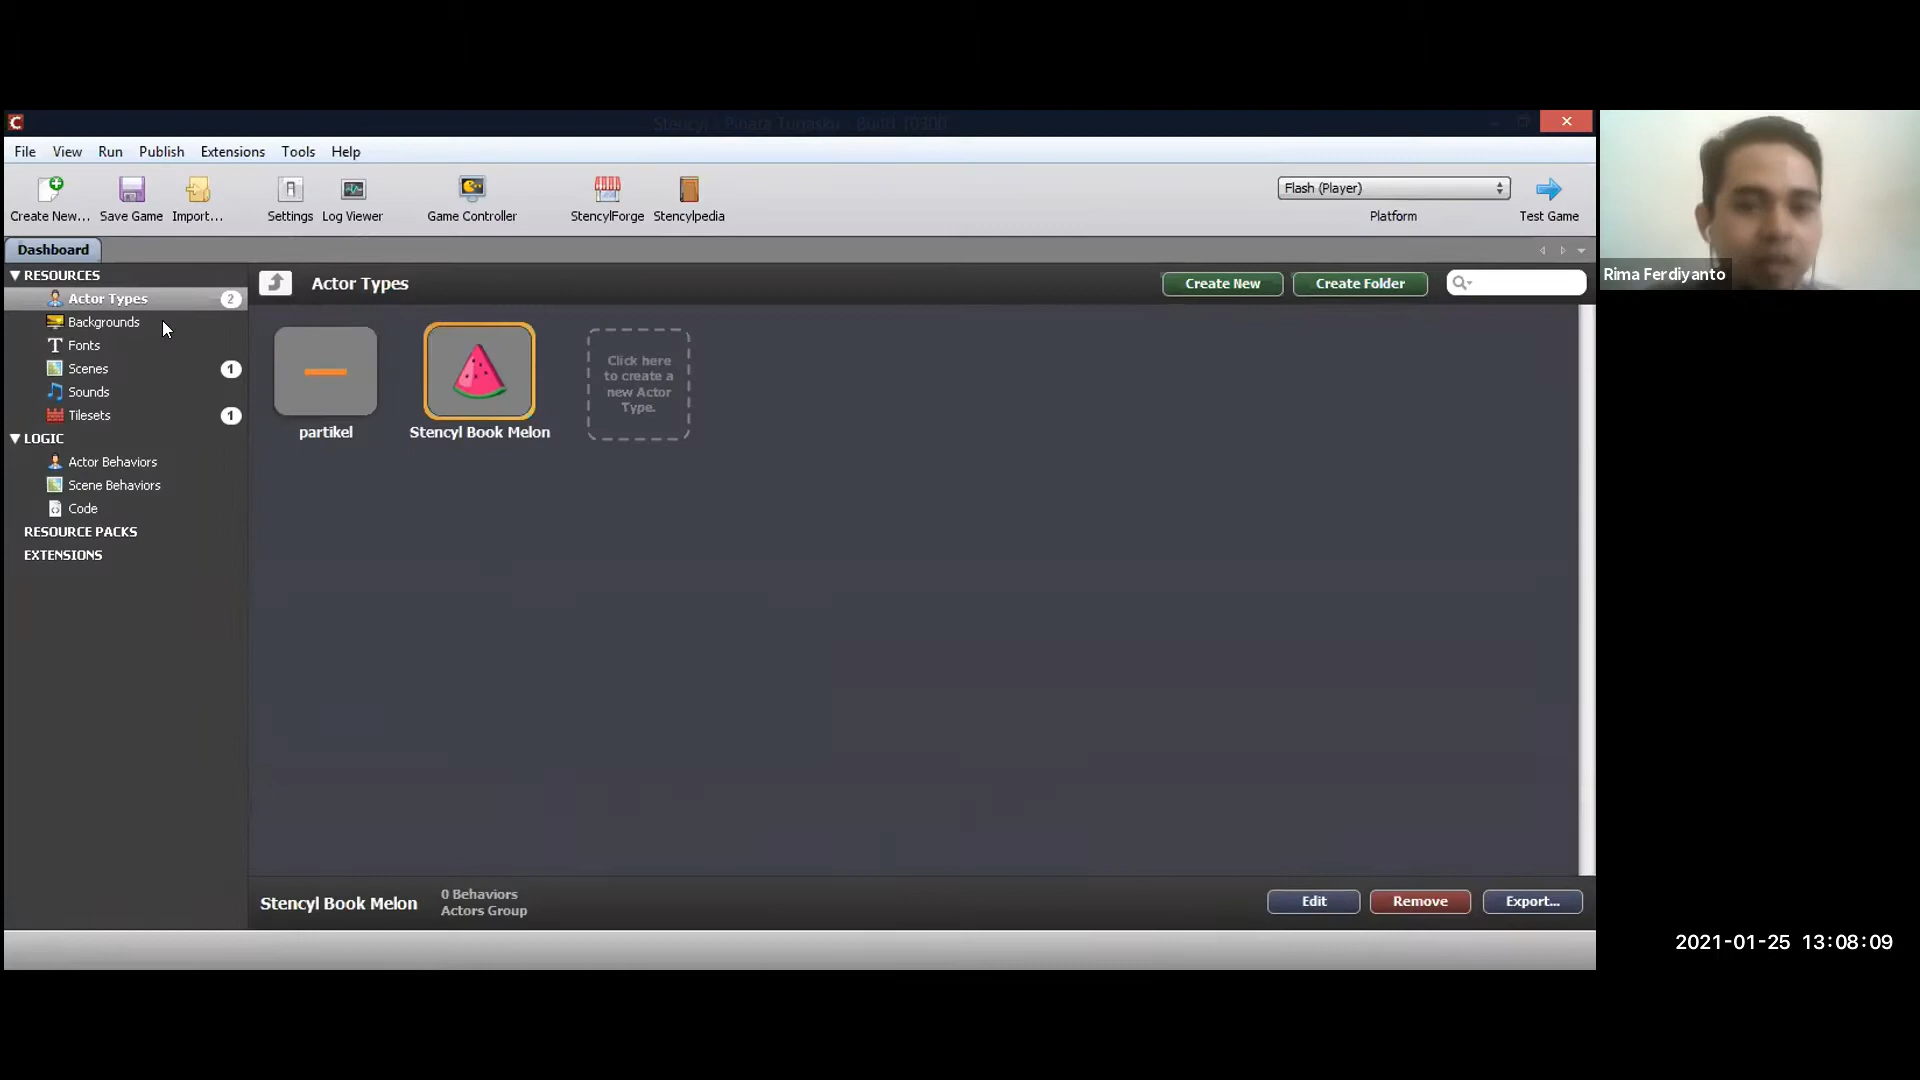 File View Run Publish Extensions Tools Help
Create New... Save Game Import... Settings Log Viewer Game Controller StencylForge Stencylpedia
Flash (Player)
Platform
Test Game
Dashboard
RESOURCES
Actor Types 2
Backgrounds
Fonts
Scenes 1
Sounds
Tilesets 1
LOGIC
Actor Behaviors
Scene Behaviors
Code
RESOURCE PACKS
EXTENSIONS
Actor Types
Create New
Create Folder
partikel
Stencyl Book Melon
Click here
to create a
new Actor
Type.
Stencyl Book Melon
0 Behaviors
Actors Group
Edit
Remove
Export...
Rima Ferdiyanto
2021-01-25 13:08:09